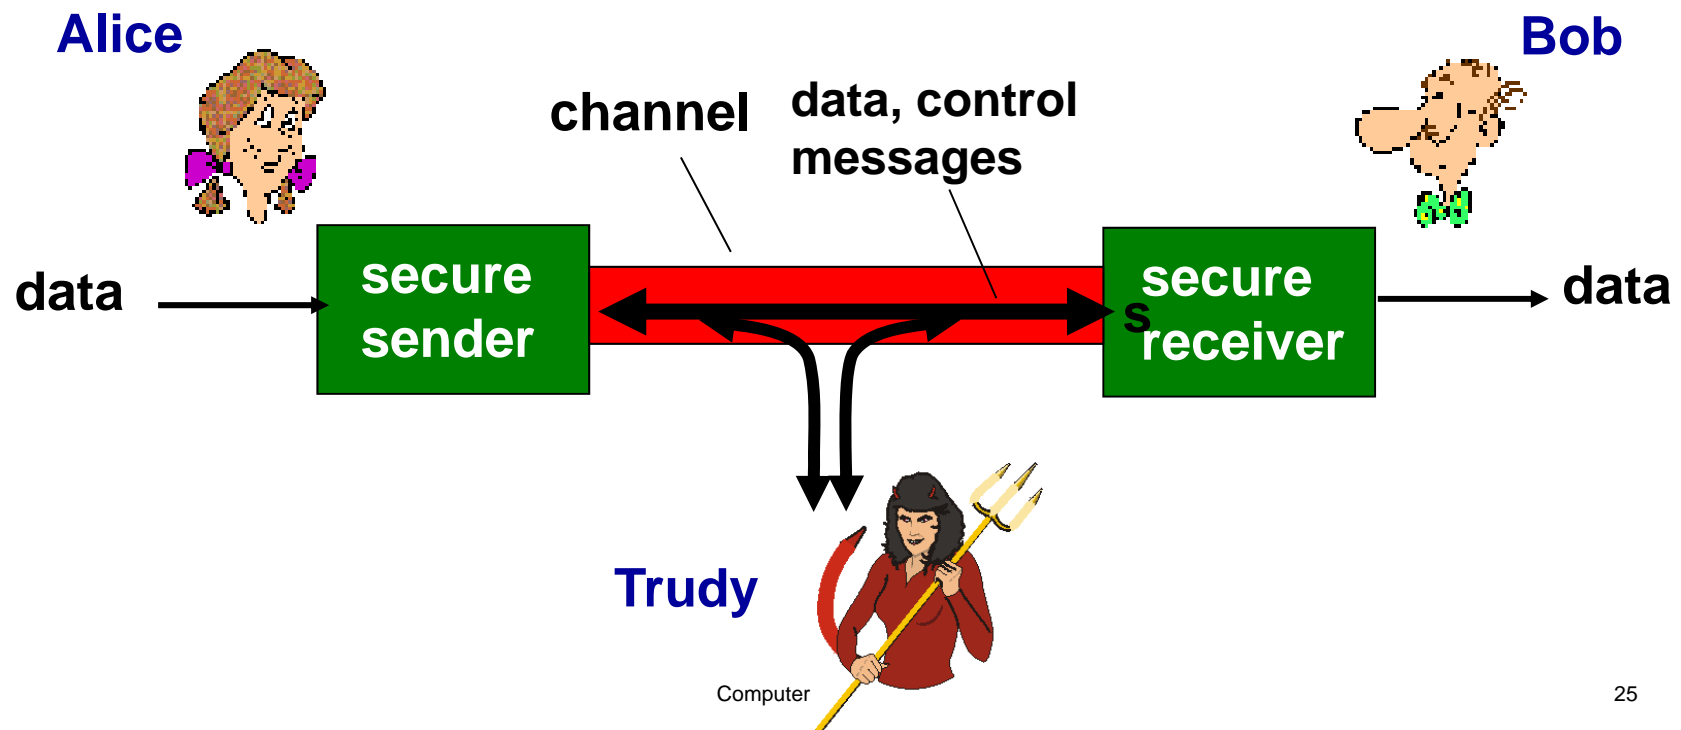 Alice
Bob
channel
data, control
messages
data
secure
sender
s
secure
receiver
data
Trudy
Computer
25